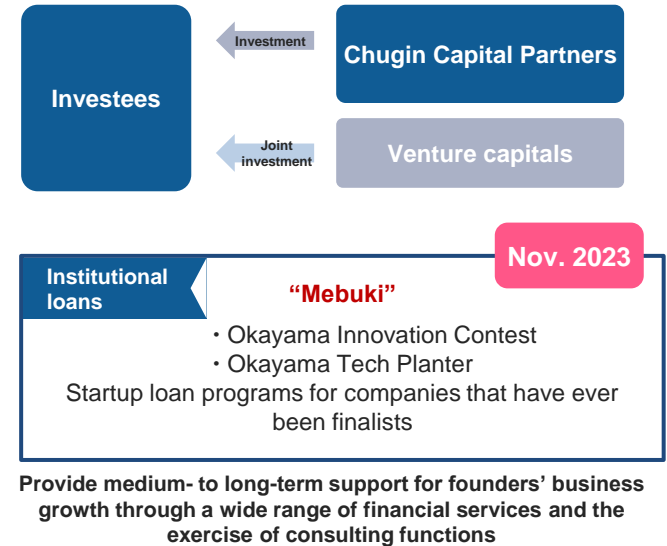 Investees
Investment
Chugin Capital Partners
Joint
investment
Venture capitals
Nov. 2023
Institutional
loans
“Mebuki”
・Okayama Innovation Contest
・Okayama Tech Planter
Startup loan programs for companies that have ever
been finalists
Provide medium- to long-term support for founders’ business
growth through a wide range of financial services and the
exercise of consulting functions